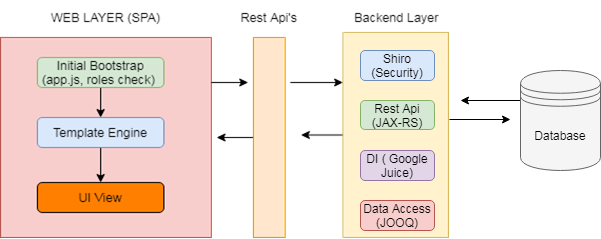 WEB LAYER (SPA)
Rest Api's
Backend Layer
Initial Bootstrap
(app.js, roles check)
Template Engine
UI View
Shiro
(Security)
Rest Api
(JAX-RS)
DI ( Google
Juice)
Data Access
(JOOQ)
Database